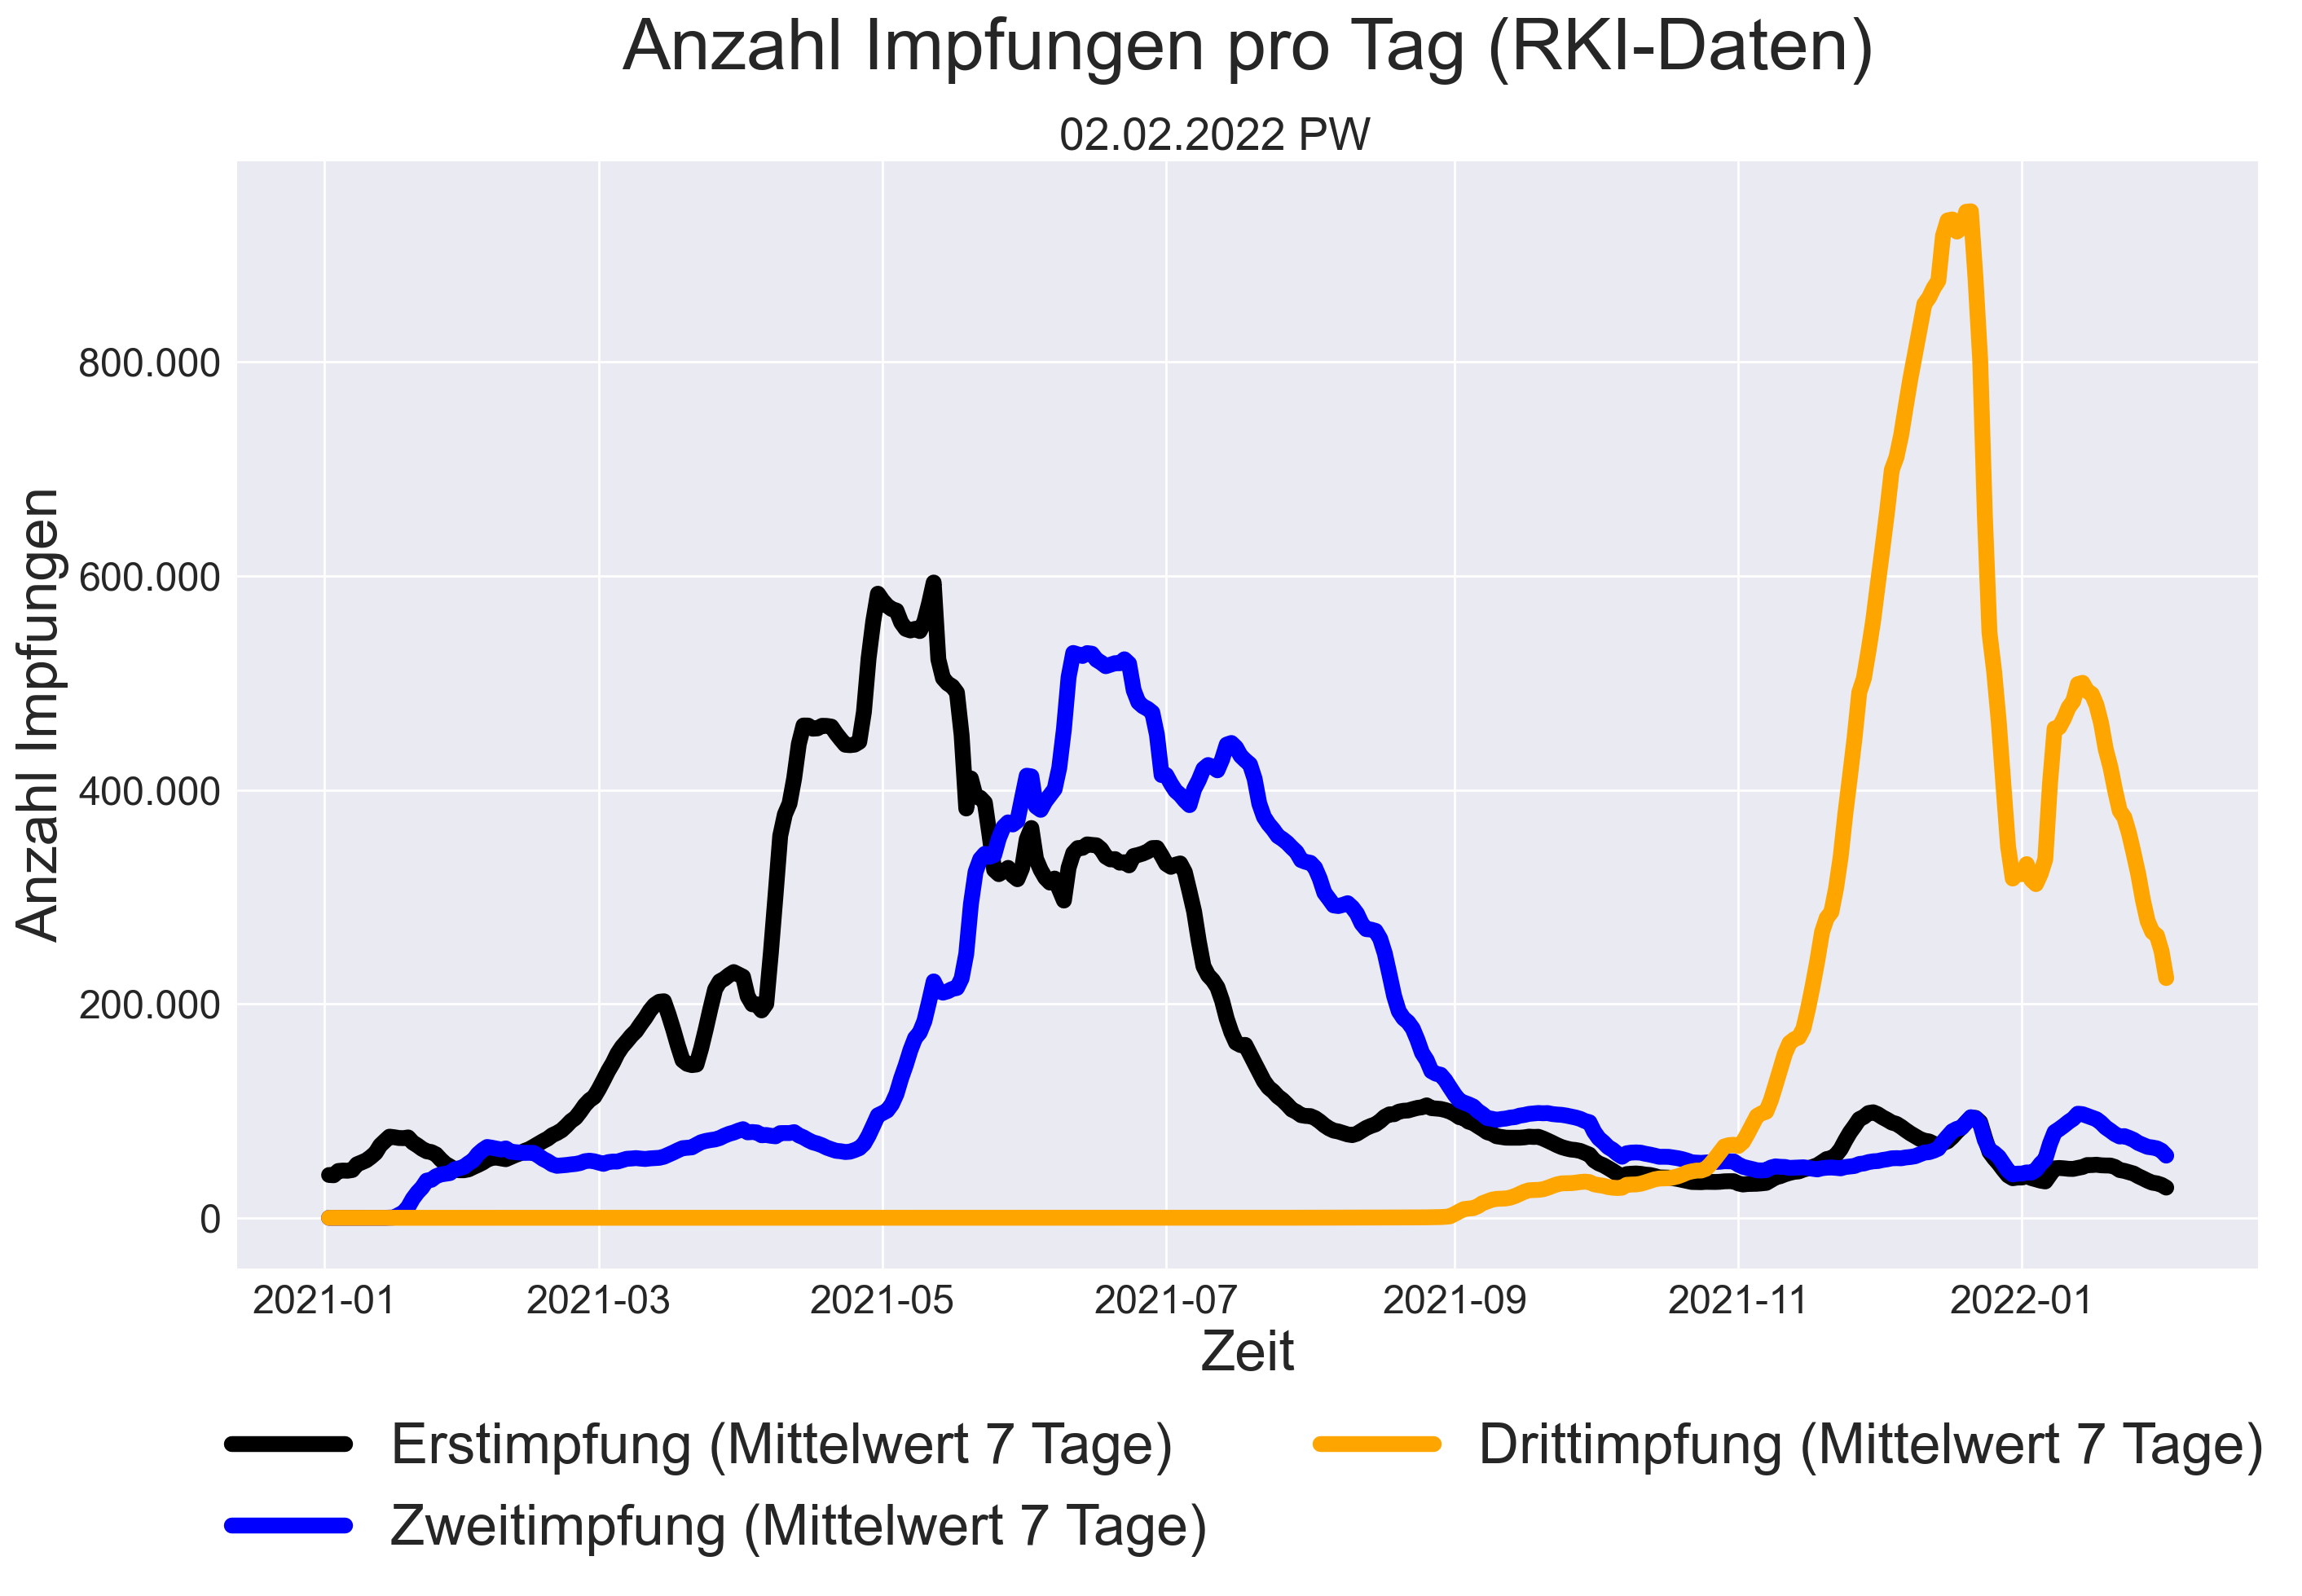 Anzahl Impfungen pro Tag (RKI-Daten)
02.02.2022 PW
Anzahl Impfungen
800.000
600.000
400.000
200.000
0
2021-01 2021-03 2021-05 2021-07 2021-09 2021-11 2022-01
Zeit
Erstimpfung (Mittelwert 7 Tage)
Zweitimpfung (Mittelwert 7 Tage)
Drittimpfung (Mittelwert 7 Tage)